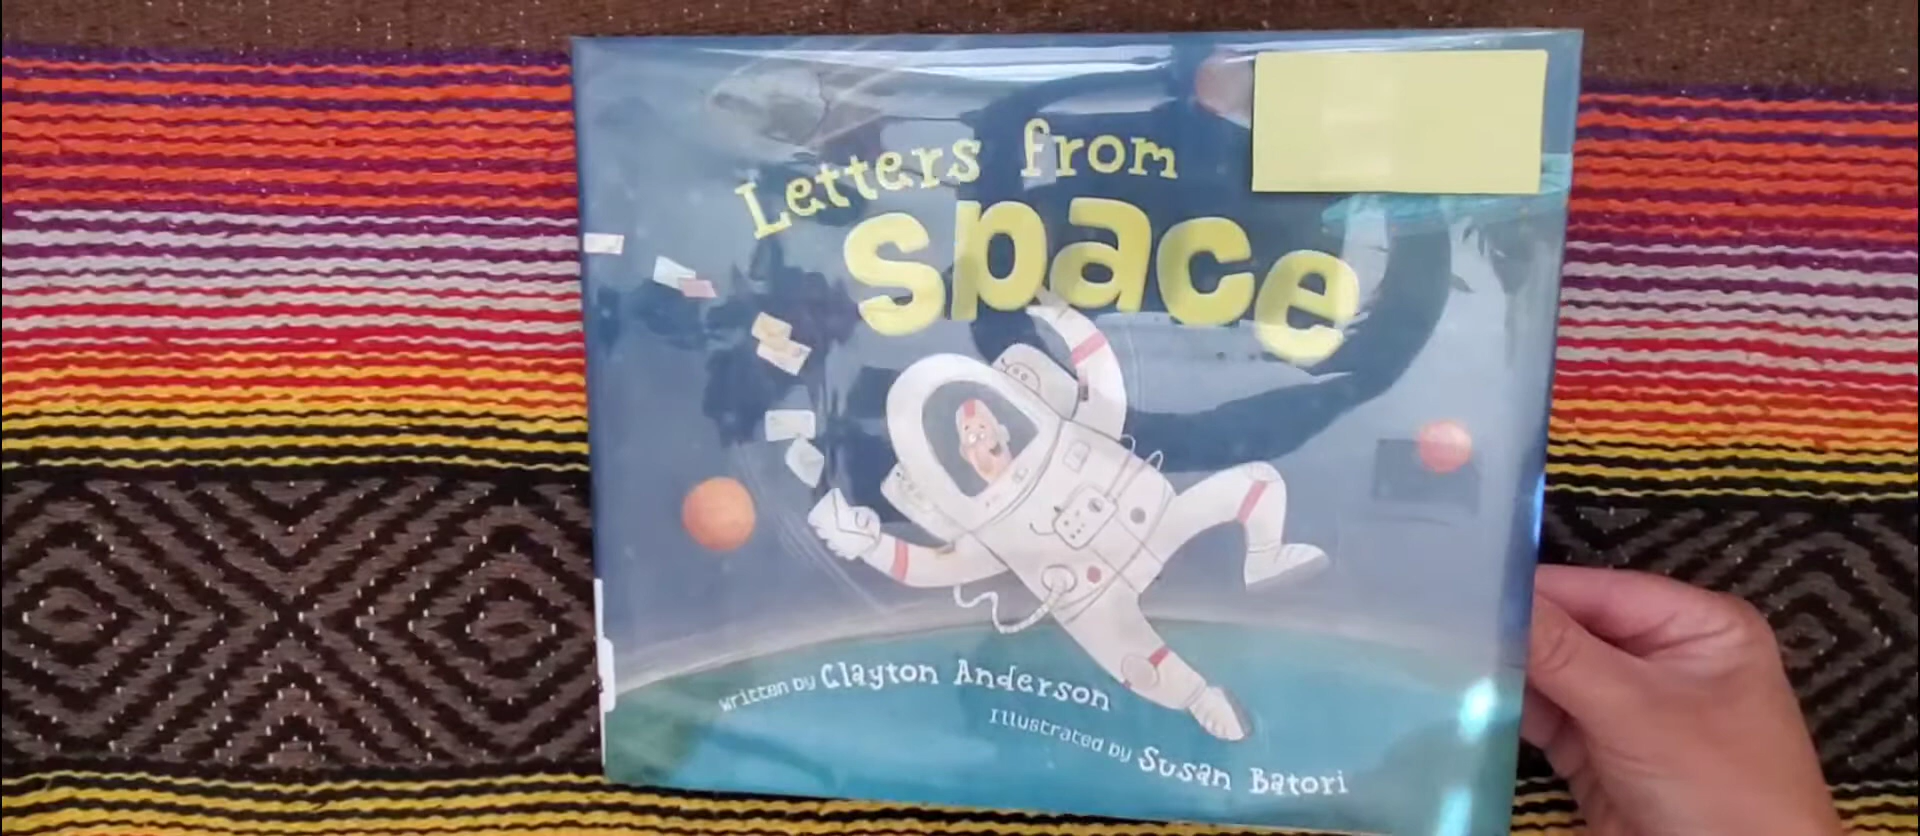 Letters from
space
written by Clayton Anderson
Illustrated by Susan Batori